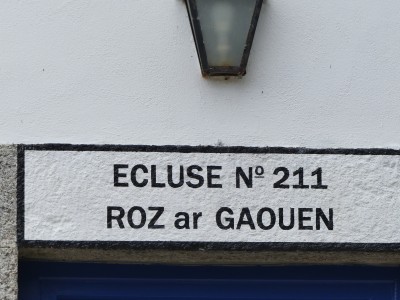 ECLUSE Nº 211
ROZ ar GAOUEN